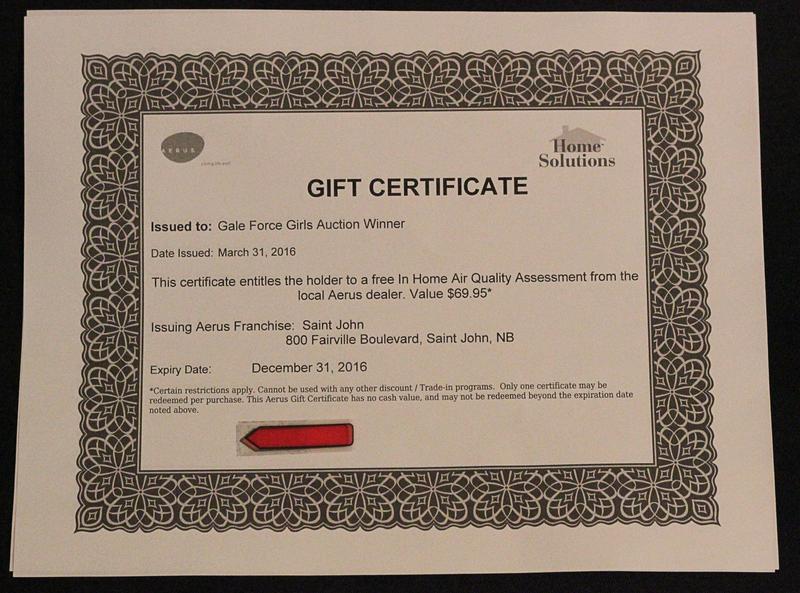 AERUS
Living life well
Home
Solutions
GIFT CERTIFICATE
Issued to: Gale Force Girls Auction Winner
Date Issued: March 31, 2016
This certificate entitles the holder to a free In Home Air Quality Assessment from the
local Aerus dealer. Value $69.95*
Issuing Aerus Franchise: Saint John
800 Fairville Boulevard, Saint John, NB
Expiry Date: December 31, 2016
*Certain restrictions apply. Cannot be used with any other discount / Trade-in programs. Only one certificate may be
redeemed per purchase. This Aerus Gift Certificate has no cash value, and may not be redeemed beyond the expiration date
noted above.